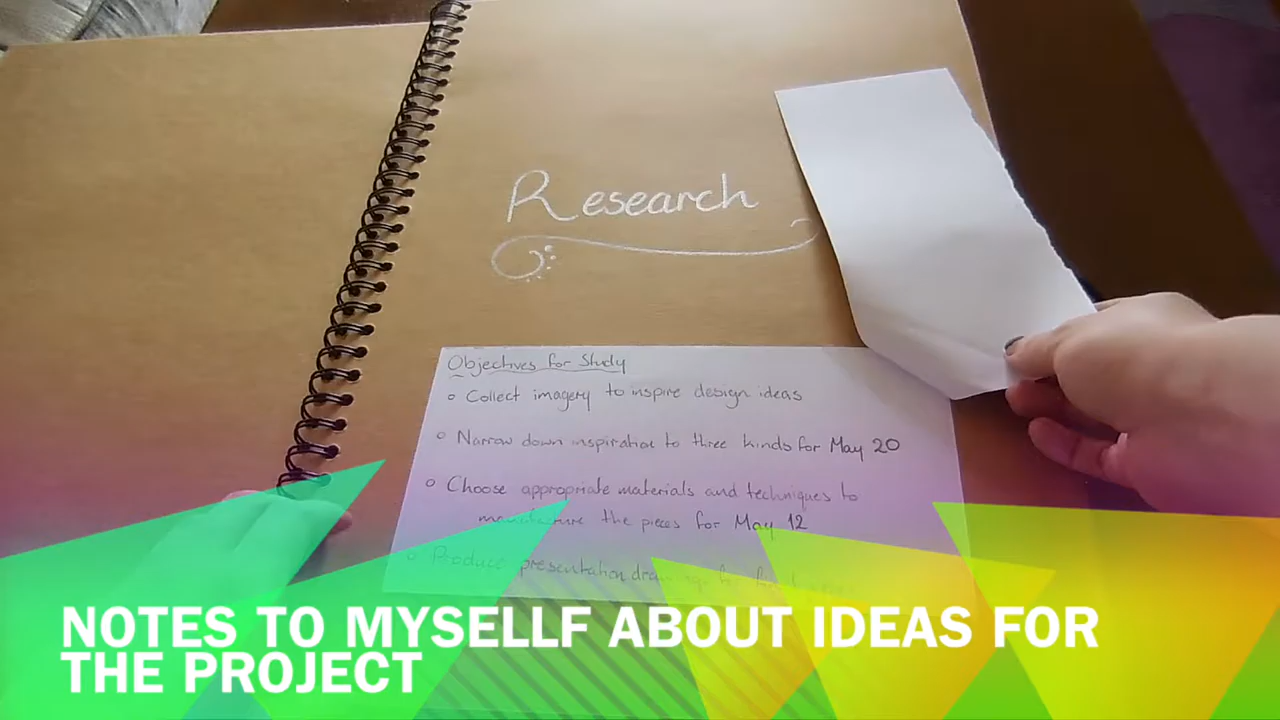 Research
Objectives for Study
Collect imagery to inspire design ideas
Narrow down inspiration to three kinds for May 20
Choose appropriate materials and techniques to
manufacture the pieces for May 12
Produce presentation
NOTES TO MYSELLF ABOUT IDEAS FOR
THE PROJECT